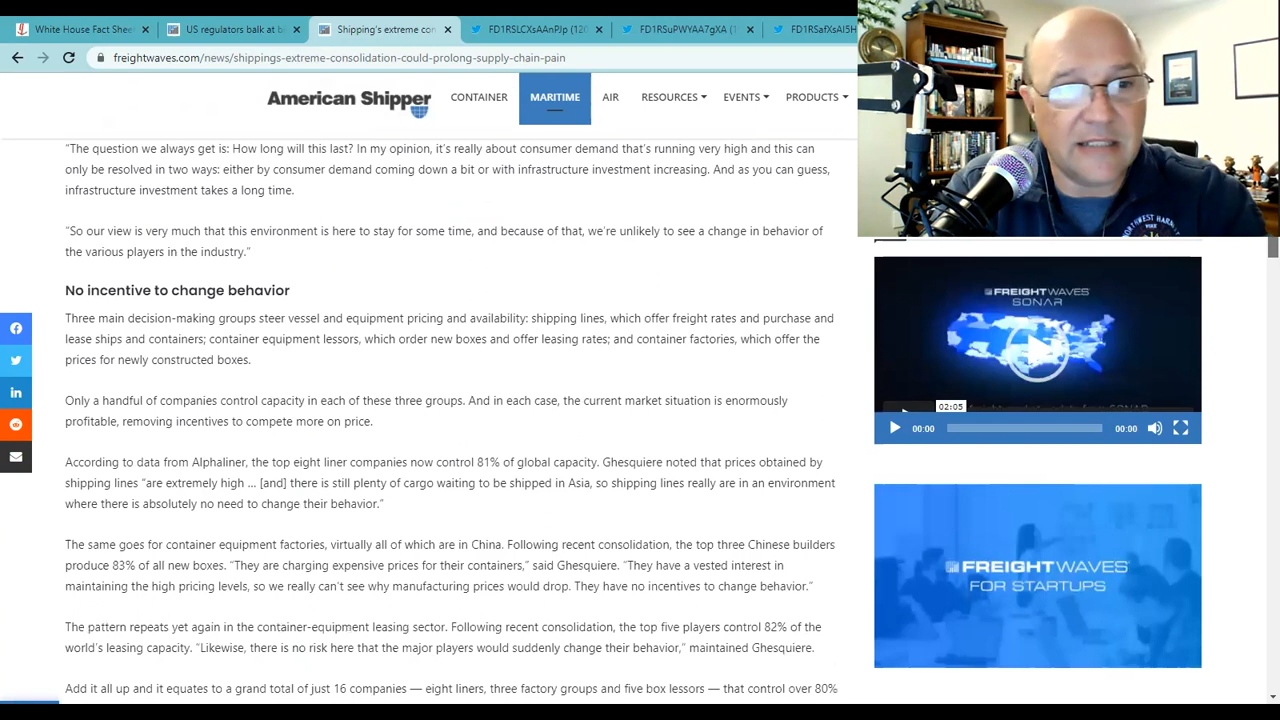 White House Fact Shee
US regulators balk at b
Shipping's extreme con
FD1RSLCXsAAnPJp (120
FD1RSuPWYAA7gXA (
FD1RSafXsAI5H
freightwaves.com/news/shippings-extreme-consolidation-could-prolong-supply-chain-pain
American Shipper
CONTAINER MARITIME AIR RESOURCES EVENTS PRODUCTS
“The question we always get is: How long will this last? In my opinion, it’s really about consumer demand that’s running very high and this can
only be resolved in two ways: either by consumer demand coming down a bit or with infrastructure investment increasing. And as you can guess,
infrastructure investment takes a long time.
“So our view is very much that this environment is here to stay for some time, and because of that, we’re unlikely to see a change in behavior of
the various players in the industry.”
No incentive to change behavior
Three main decision-making groups steer vessel and equipment pricing and availability: shipping lines, which offer freight rates and purchase and
lease ships and containers; container equipment lessors, which order new boxes and offer leasing rates; and container factories, which offer the
prices for newly constructed boxes.
Only a handful of companies control capacity in each of these three groups. And in each case, the current market situation is enormously
profitable, removing incentives to compete more on price.
According to data from Alphaliner, the top eight liner companies now control 81% of global capacity. Ghesquiere noted that prices obtained by
shipping lines “are extremely high … [and] there is still plenty of cargo waiting to be shipped in Asia, so shipping lines really are in an environment
where there is absolutely no need to change their behavior.”
The same goes for container equipment factories, virtually all of which are in China. Following recent consolidation, the top three Chinese builders
produce 83% of all new boxes. “They are charging expensive prices for their containers,” said Ghesquiere. “They have a vested interest in
maintaining the high pricing levels, so we really can't see why manufacturing prices would drop. They have no incentives to change behavior.”
The pattern repeats yet again in the container-equipment leasing sector. Following recent consolidation, the top five players control 82% of the
world’s leasing capacity. “Likewise, there is no risk here that the major players would suddenly change their behavior,” maintained Ghesquiere.
Add it all up and it equates to a grand total of just 16 companies — eight liners, three factory groups and five box lessors — that control over 80%
FREIGHTWAVES
SONAR
02:05
00:00 00:00
FREIGHTWAVES
FOR STARTUPS